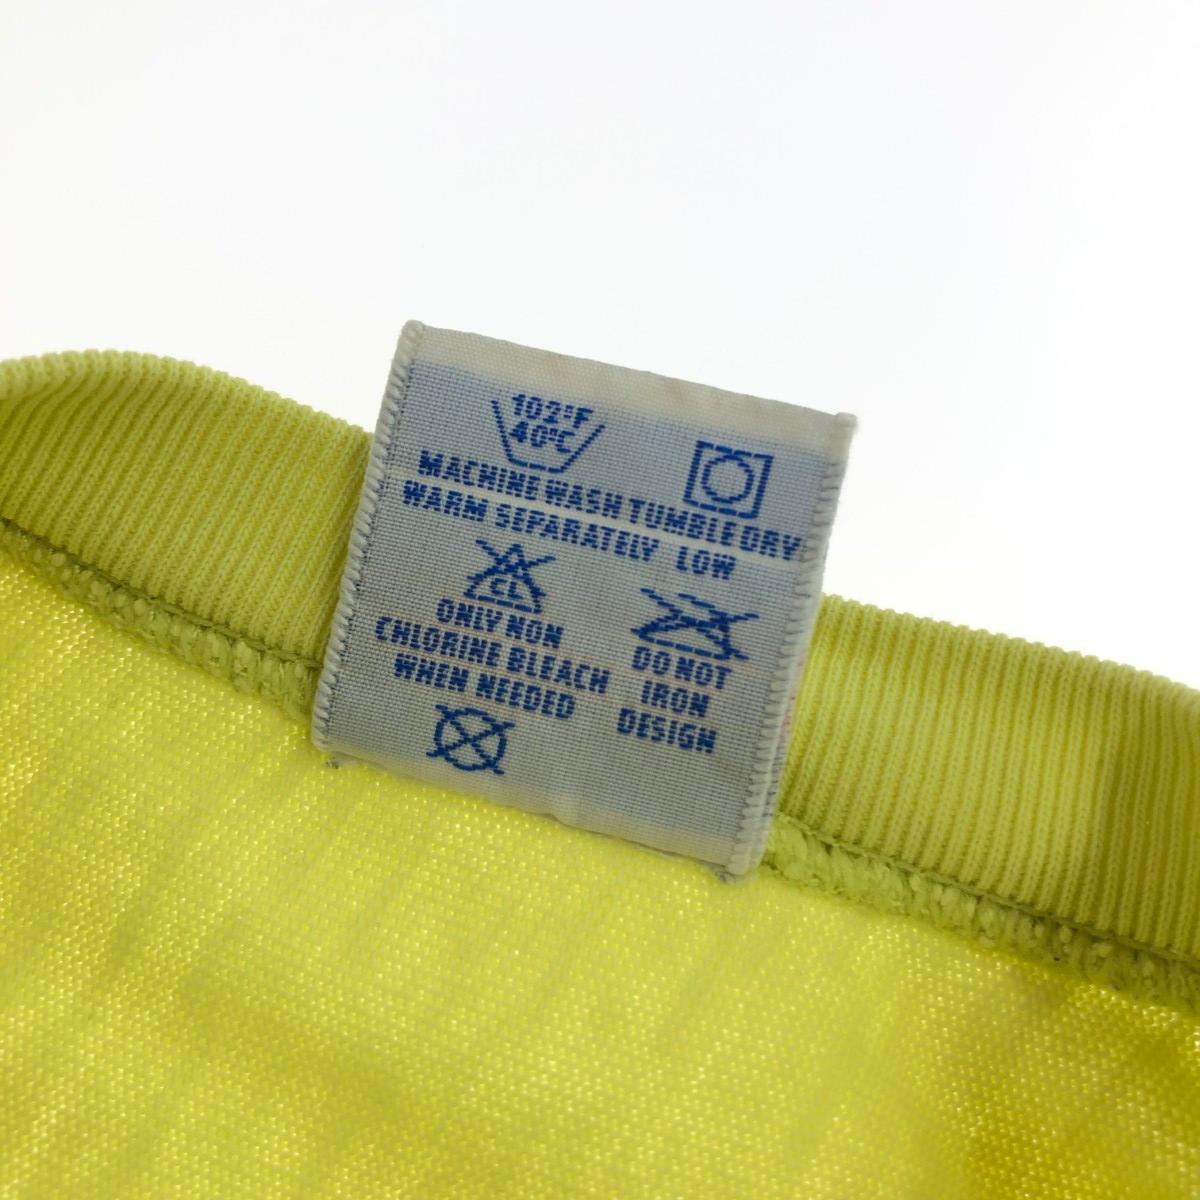 102°F
40°C
MACHINE WASH TUMBLE DRY
WARM SEPARATELY LOW
CL
ONLY NON
CHLORINE BLEACH
WHEN NEEDED
DO NOT
IRON
DESIGN